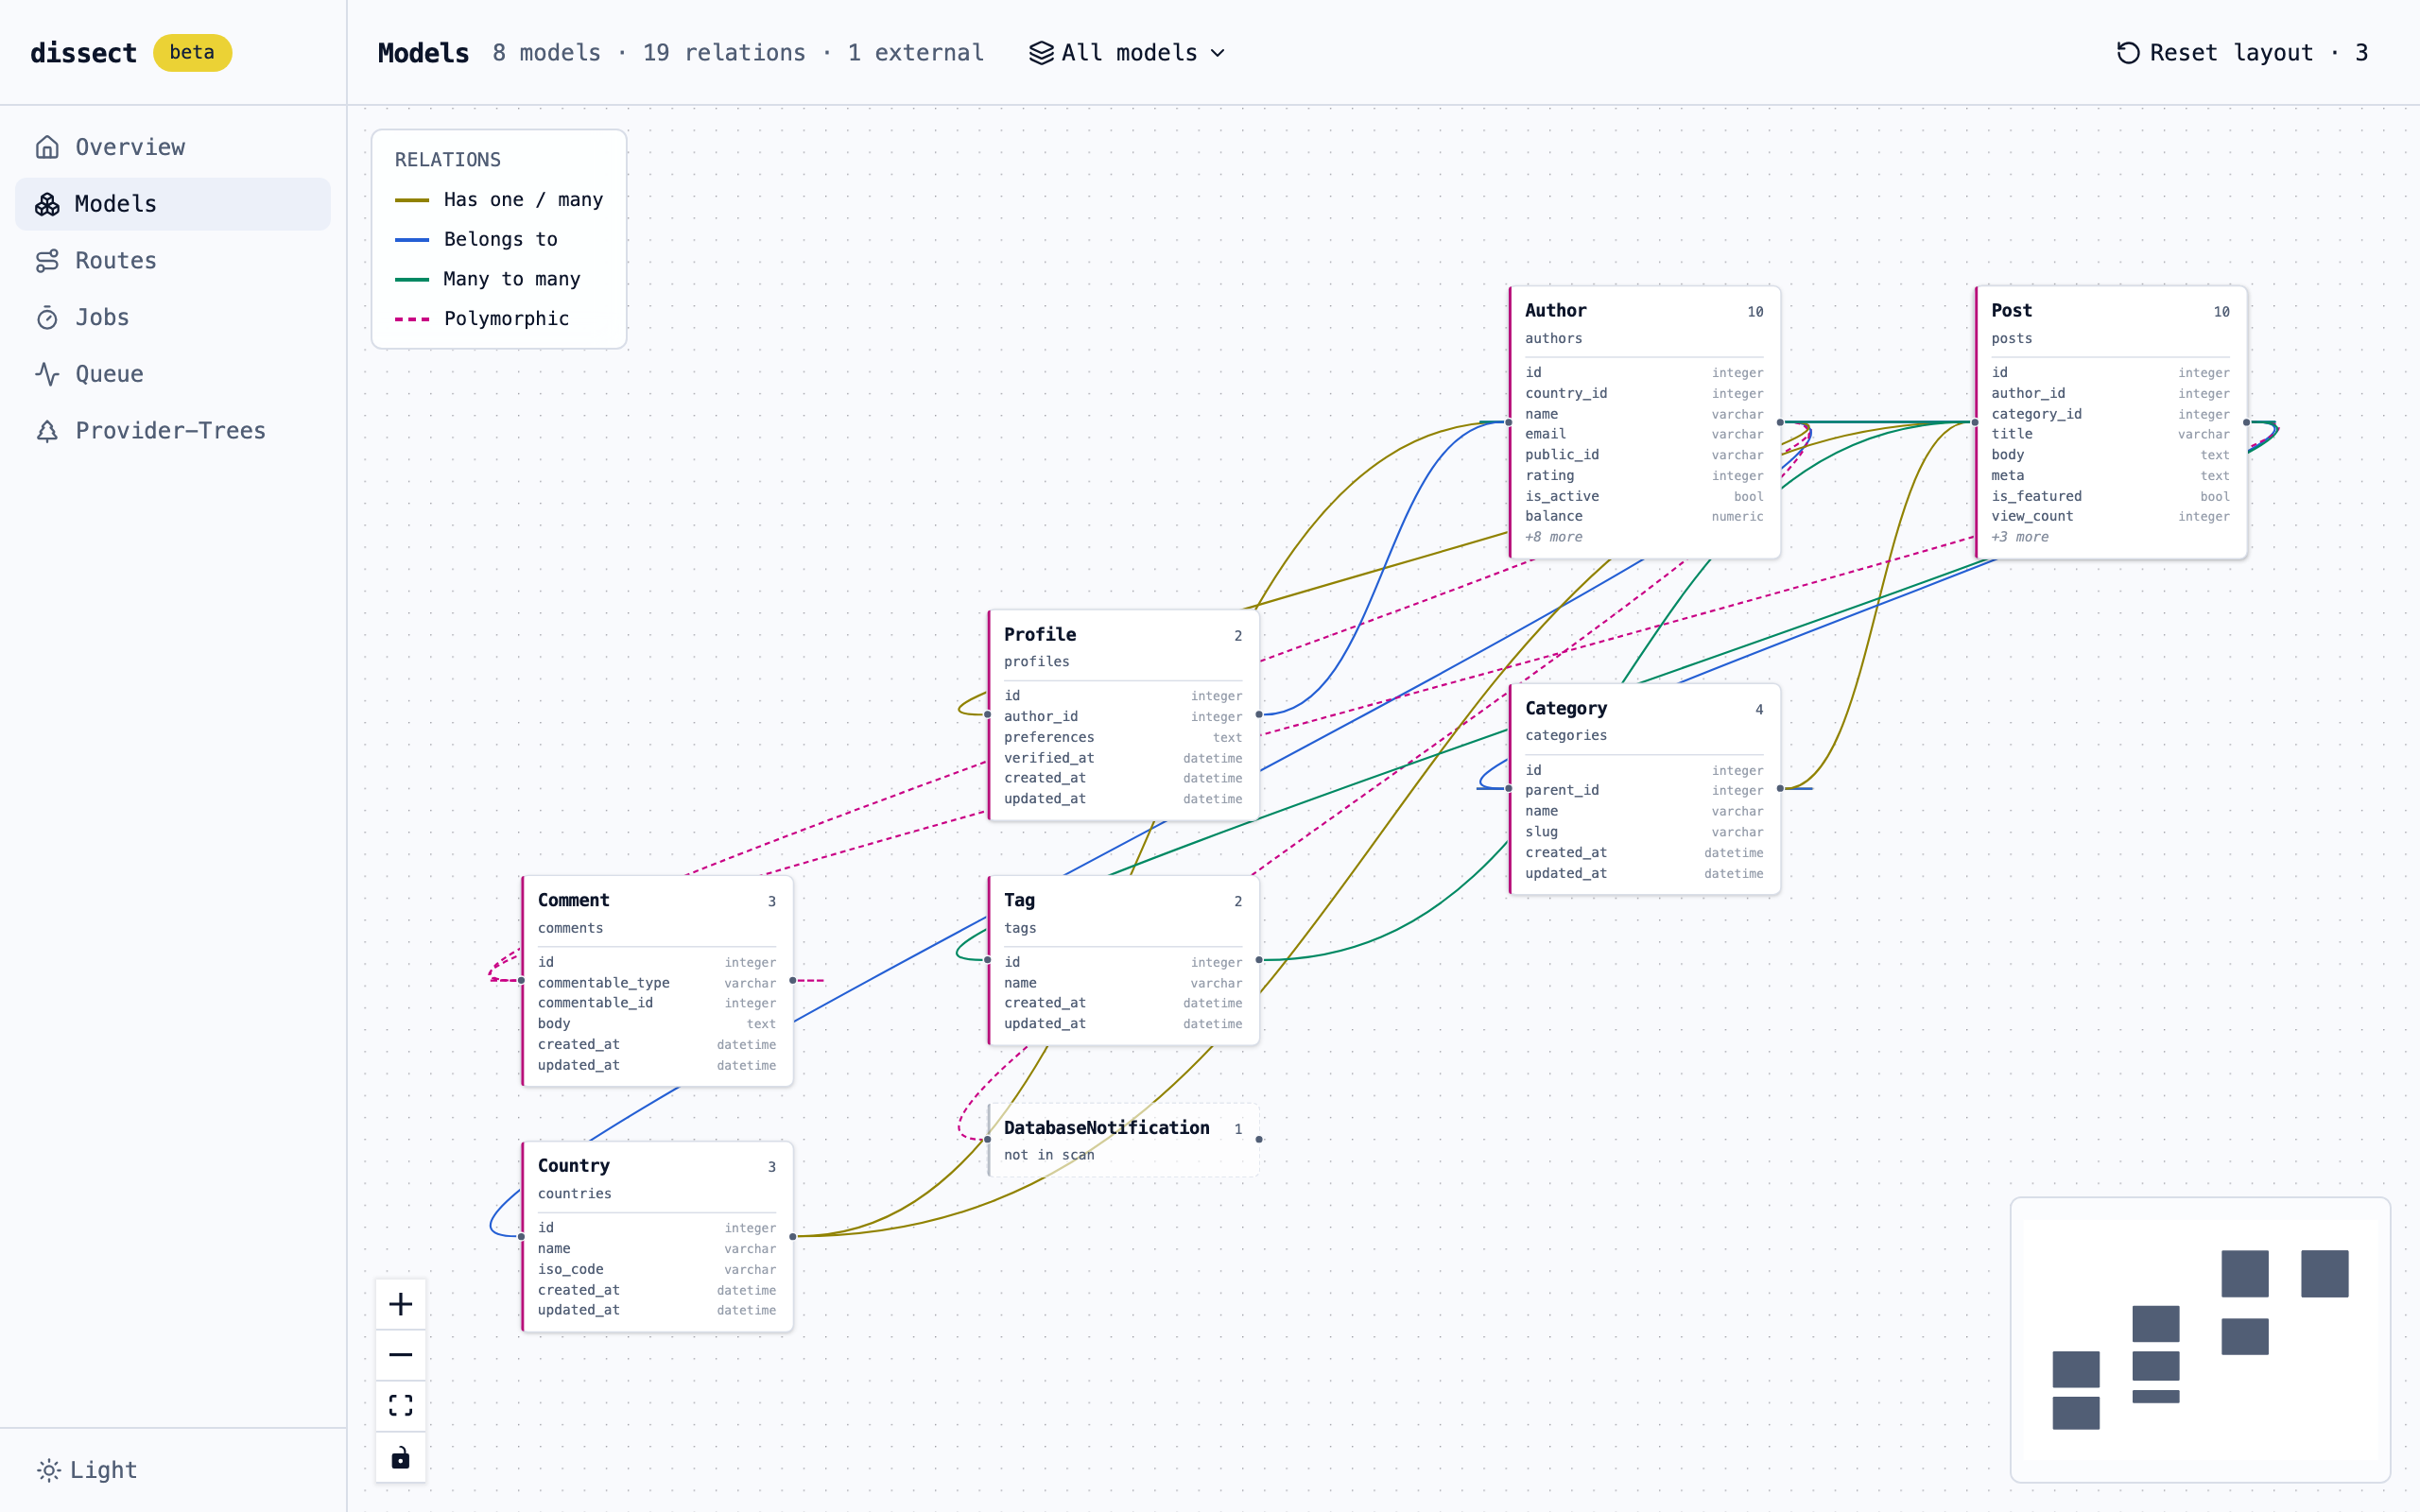 dissect beta
Models 8 models · 19 relations · 1 external All models Reset layout · 3
Overview
Models
Routes
Jobs
Queue
Provider-Trees
Light
RELATIONS
Has one / many
Belongs to
Many to many
Polymorphic
Author 10
authors
id integer
country_id integer
name varchar
email varchar
public_id varchar
rating integer
is_active bool
balance numeric
+8 more
Post 10
posts
id integer
author_id integer
category_id integer
title varchar
body text
meta text
is_featured bool
view_count integer
+3 more
Profile 2
profiles
id integer
author_id integer
preferences text
verified_at datetime
created_at datetime
updated_at datetime
Category 4
categories
id integer
parent_id integer
name varchar
slug varchar
created_at datetime
updated_at datetime
Comment 3
comments
id integer
commentable_type varchar
commentable_id integer
body text
created_at datetime
updated_at datetime
Tag 2
tags
id integer
name varchar
created_at datetime
updated_at datetime
DatabaseNotification 1
not in scan
Country 3
countries
id integer
name varchar
iso_code varchar
created_at datetime
updated_at datetime